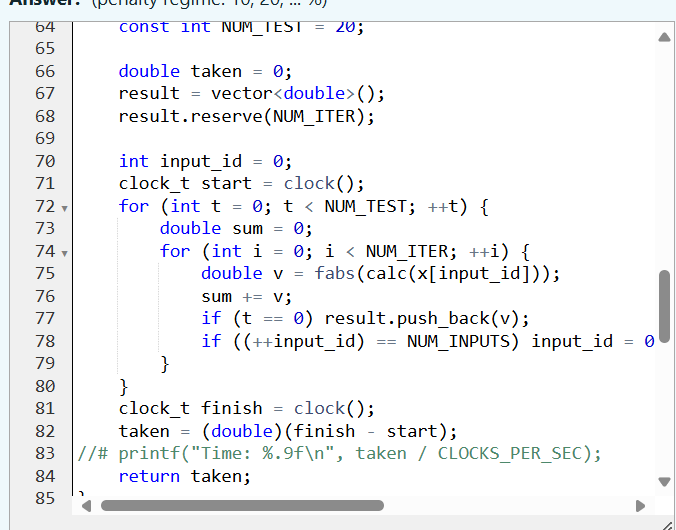 Answer: (penalty regime: 10, 20, ... %)
64 const int NUM_TEST = 20;
65
66 double taken = 0;
67 result = vector<double>();
68 result.reserve(NUM_ITER);
69
70 int input_id = 0;
71 clock_t start = clock();
72 for (int t = 0; t < NUM_TEST; ++t) {
73 double sum = 0;
74 for (int i = 0; i < NUM_ITER; ++i) {
75 double v = fabs(calc(x[input_id]));
76 sum += v;
77 if (t == 0) result.push_back(v);
78 if ((++input_id) == NUM_INPUTS) input_id = 0
79 }
80 }
81 clock_t finish = clock();
82 taken = (double)(finish - start);
83 //# printf("Time: %.9f\n", taken / CLOCKS_PER_SEC);
84 return taken;
85 }